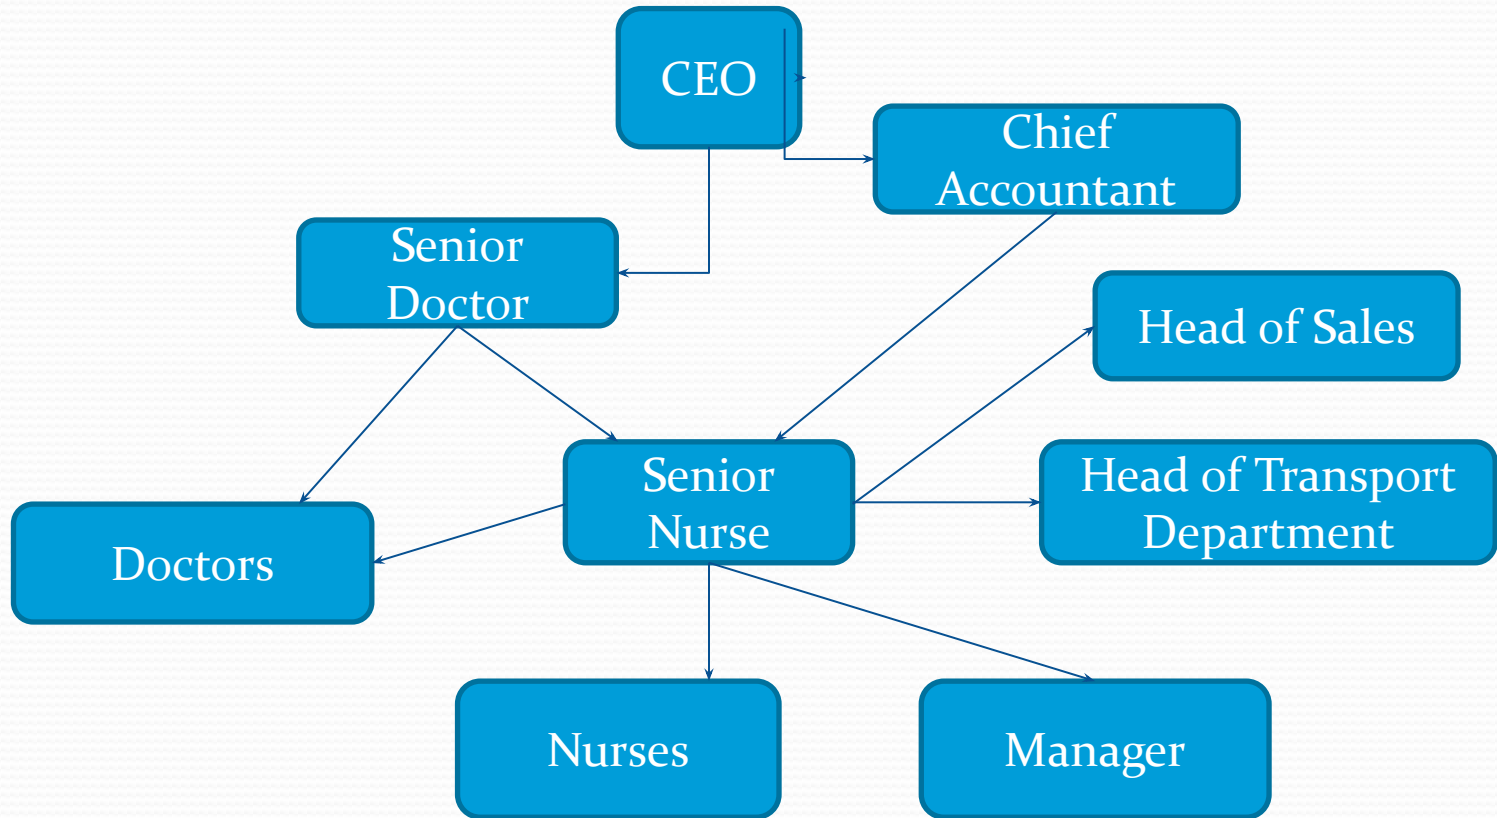 CEO
Chief
Accountant
Senior
Doctor
Head of Sales
Senior
Nurse
Head of Transport
Department
Doctors
Nurses
Manager